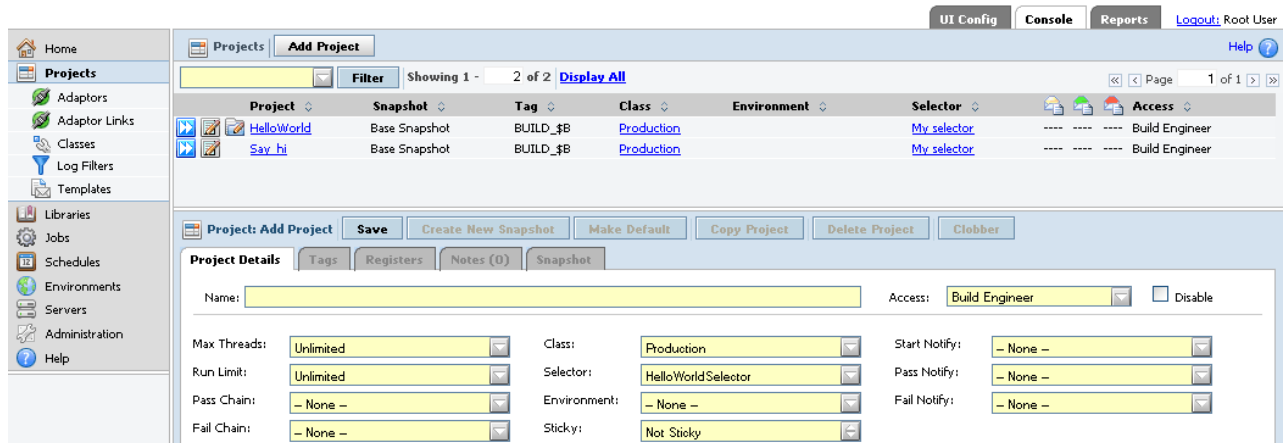 UI Config Console Reports Logout: Root User
Home
Projects
Adaptors
Adaptor Links
Classes
Log Filters
Templates
Libraries
Jobs
Schedules
Environments
Servers
Administration
Help
Projects Add Project Help
Filter Showing 1 - 2 of 2 Display All Page 1 of 1
Project Snapshot Tag Class Environment Selector Access
HelloWorld Base Snapshot BUILD_$B Production My selector ---- ---- ---- Build Engineer
Say_hi Base Snapshot BUILD_$B Production My selector ---- ---- ---- Build Engineer
Project: Add Project Save Create New Snapshot Make Default Copy Project Delete Project Clobber
Project Details Tags Registers Notes (0) Snapshot
Name: Access: Build Engineer Disable
Max Threads: Unlimited Class: Production Start Notify: – None –
Run Limit: Unlimited Selector: HelloWorldSelector Pass Notify: – None –
Pass Chain: – None – Environment: – None – Fail Notify: – None –
Fail Chain: – None – Sticky: Not Sticky